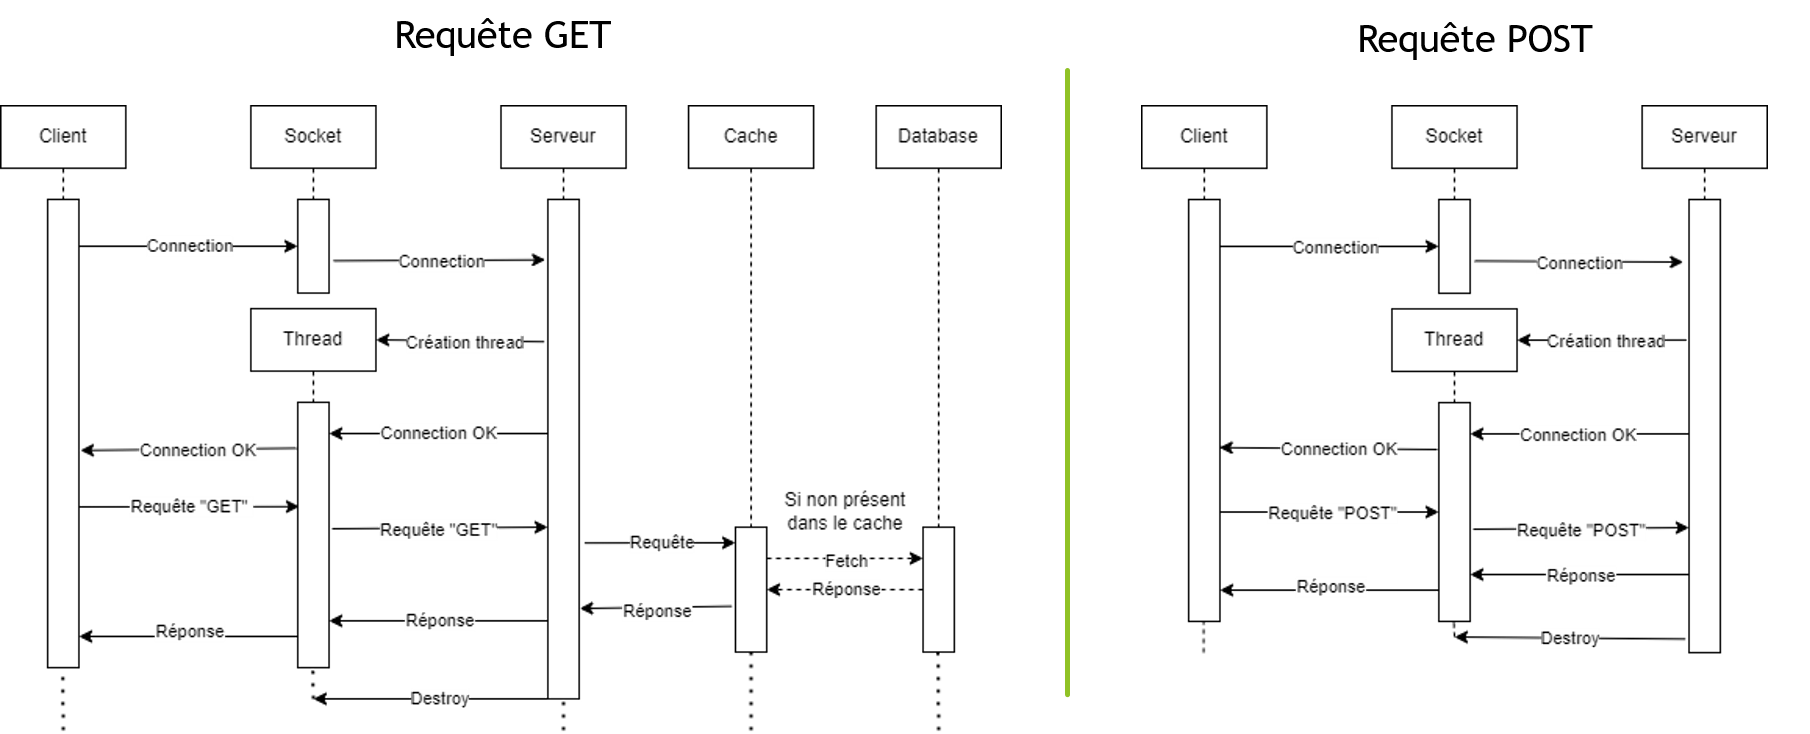 Requête GET
Requête POST
Client
Socket
Serveur
Cache
Database
Connection
Connection
Thread
Création thread
Connection OK
Connection OK
Requête "GET"
Requête "GET"
Si non présent
dans le cache
Requête
Fetch
Réponse
Réponse
Réponse
Réponse
Destroy
Client
Socket
Serveur
Connection
Connection
Thread
Création thread
Connection OK
Connection OK
Requête "POST"
Requête "POST"
Réponse
Réponse
Destroy